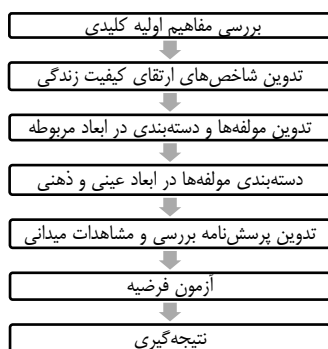 بررسی مفاهیم اولیه کلیدی
تدوین شاخص‌های ارتقای کیفیت زندگی
تدوین مولفه‌ها و دسته‌بندی در ابعاد مربوطه
دسته‌بندی مولفه‌ها در ابعاد عینی و ذهنی
تدوین پرسش‌نامه بررسی و مشاهدات میدانی
آزمون فرضیه
نتیجه‌گیری